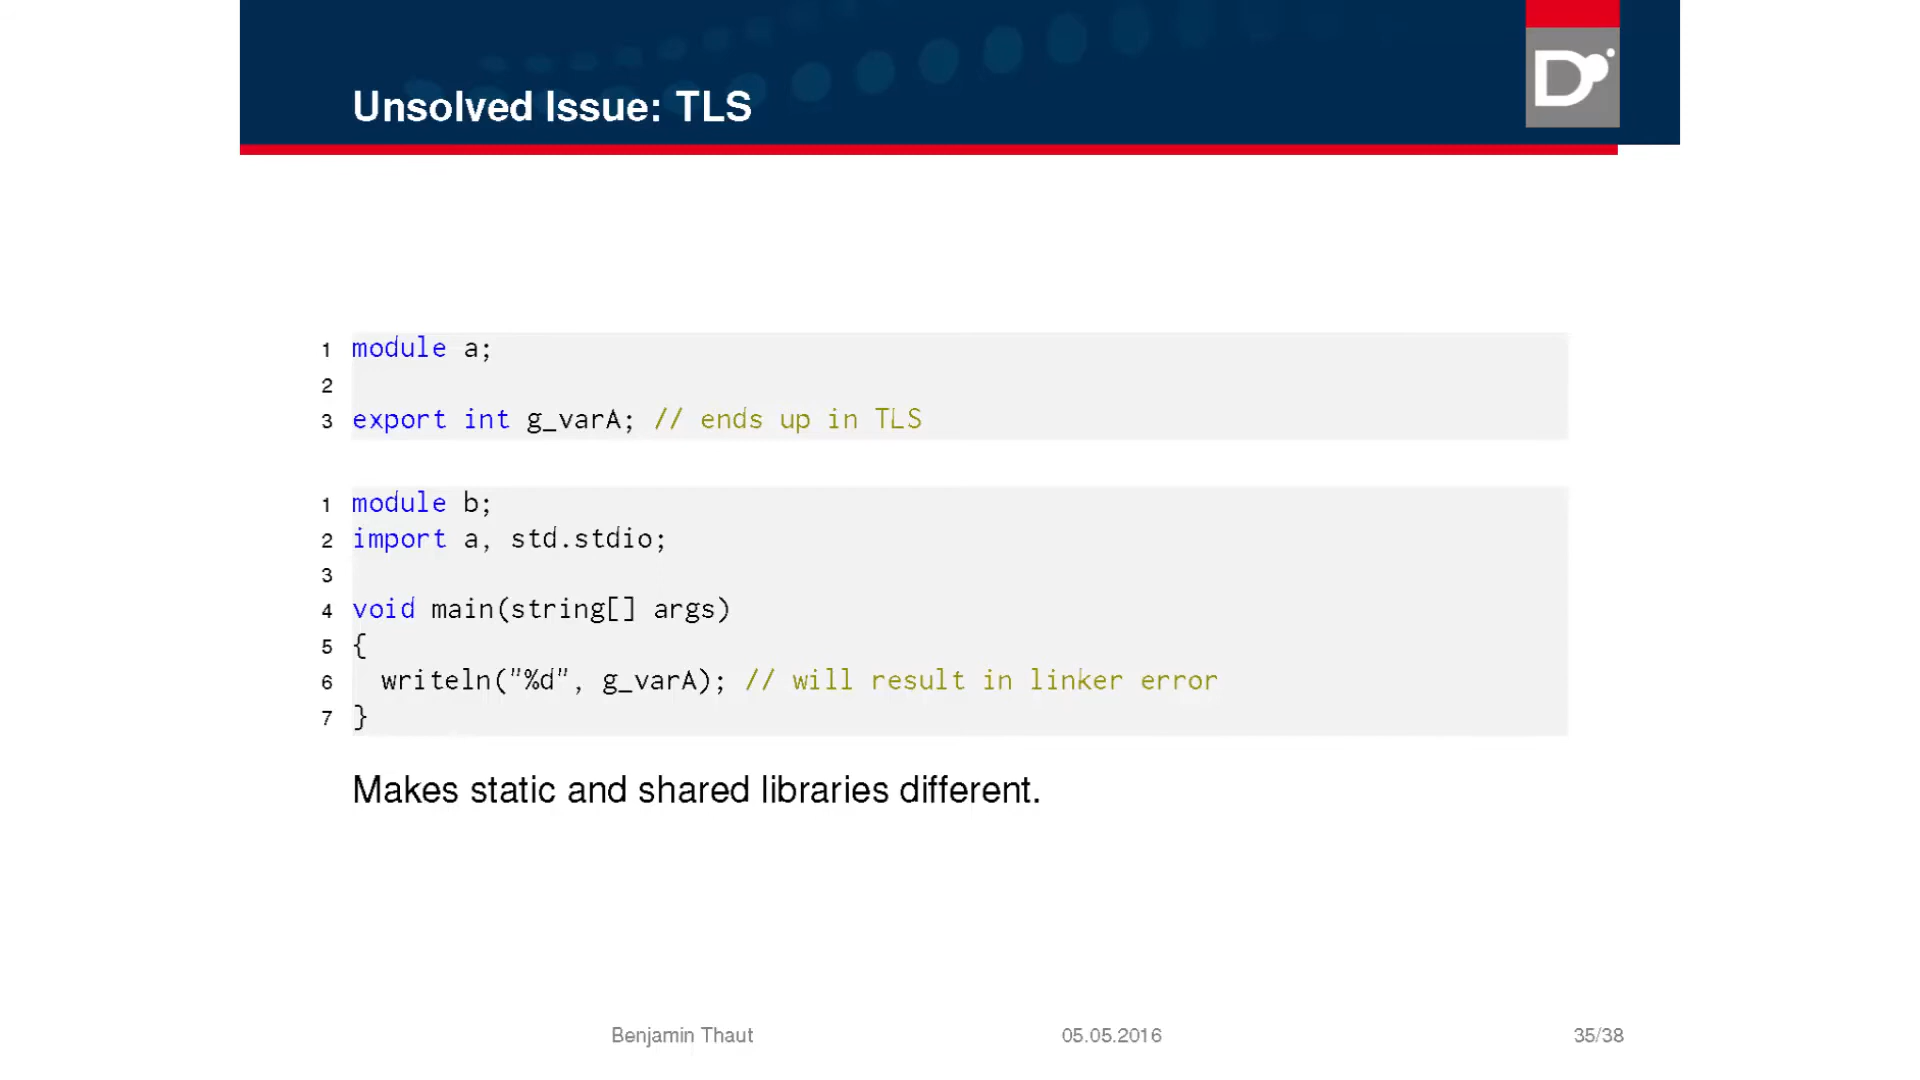 Unsolved Issue: TLS
D
1 module a;
2
3 export int g_varA; // ends up in TLS
1 module b;
2 import a, std.stdio;
3
4 void main(string[] args)
5 {
6 writeln("%d", g_varA); // will result in linker error
7 }
Makes static and shared libraries different.
Benjamin Thaut 05.05.2016 35/38